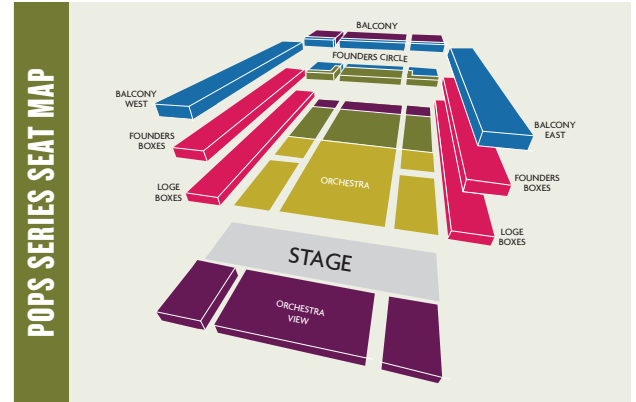 POPS SERIES SEAT MAP
BALCONY
FOUNDERS CIRCLE
BALCONY
WEST
FOUNDERS
BOXES
LOGE
BOXES
BALCONY
EAST
FOUNDERS
BOXES
LOGE
BOXES
ORCHESTRA
STAGE
ORCHESTRA
VIEW